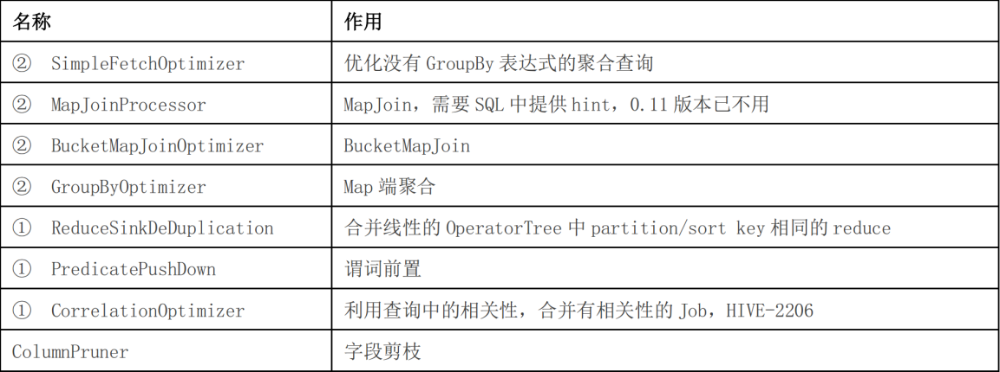 名称 作用
② SimpleFetchOptimizer 优化没有 GroupBy 表达式的聚合查询
② MapJoinProcessor MapJoin，需要 SQL 中提供 hint，0.11 版本已不用
② BucketMapJoinOptimizer BucketMapJoin
② GroupByOptimizer Map 端聚合
① ReduceSinkDeDuplication 合并线性的 OperatorTree 中 partition/sort key 相同的 reduce
① PredicatePushDown 谓词前置
① CorrelationOptimizer 利用查询中的相关性，合并有相关性的 Job，HIVE-2206
ColumnPruner 字段剪枝